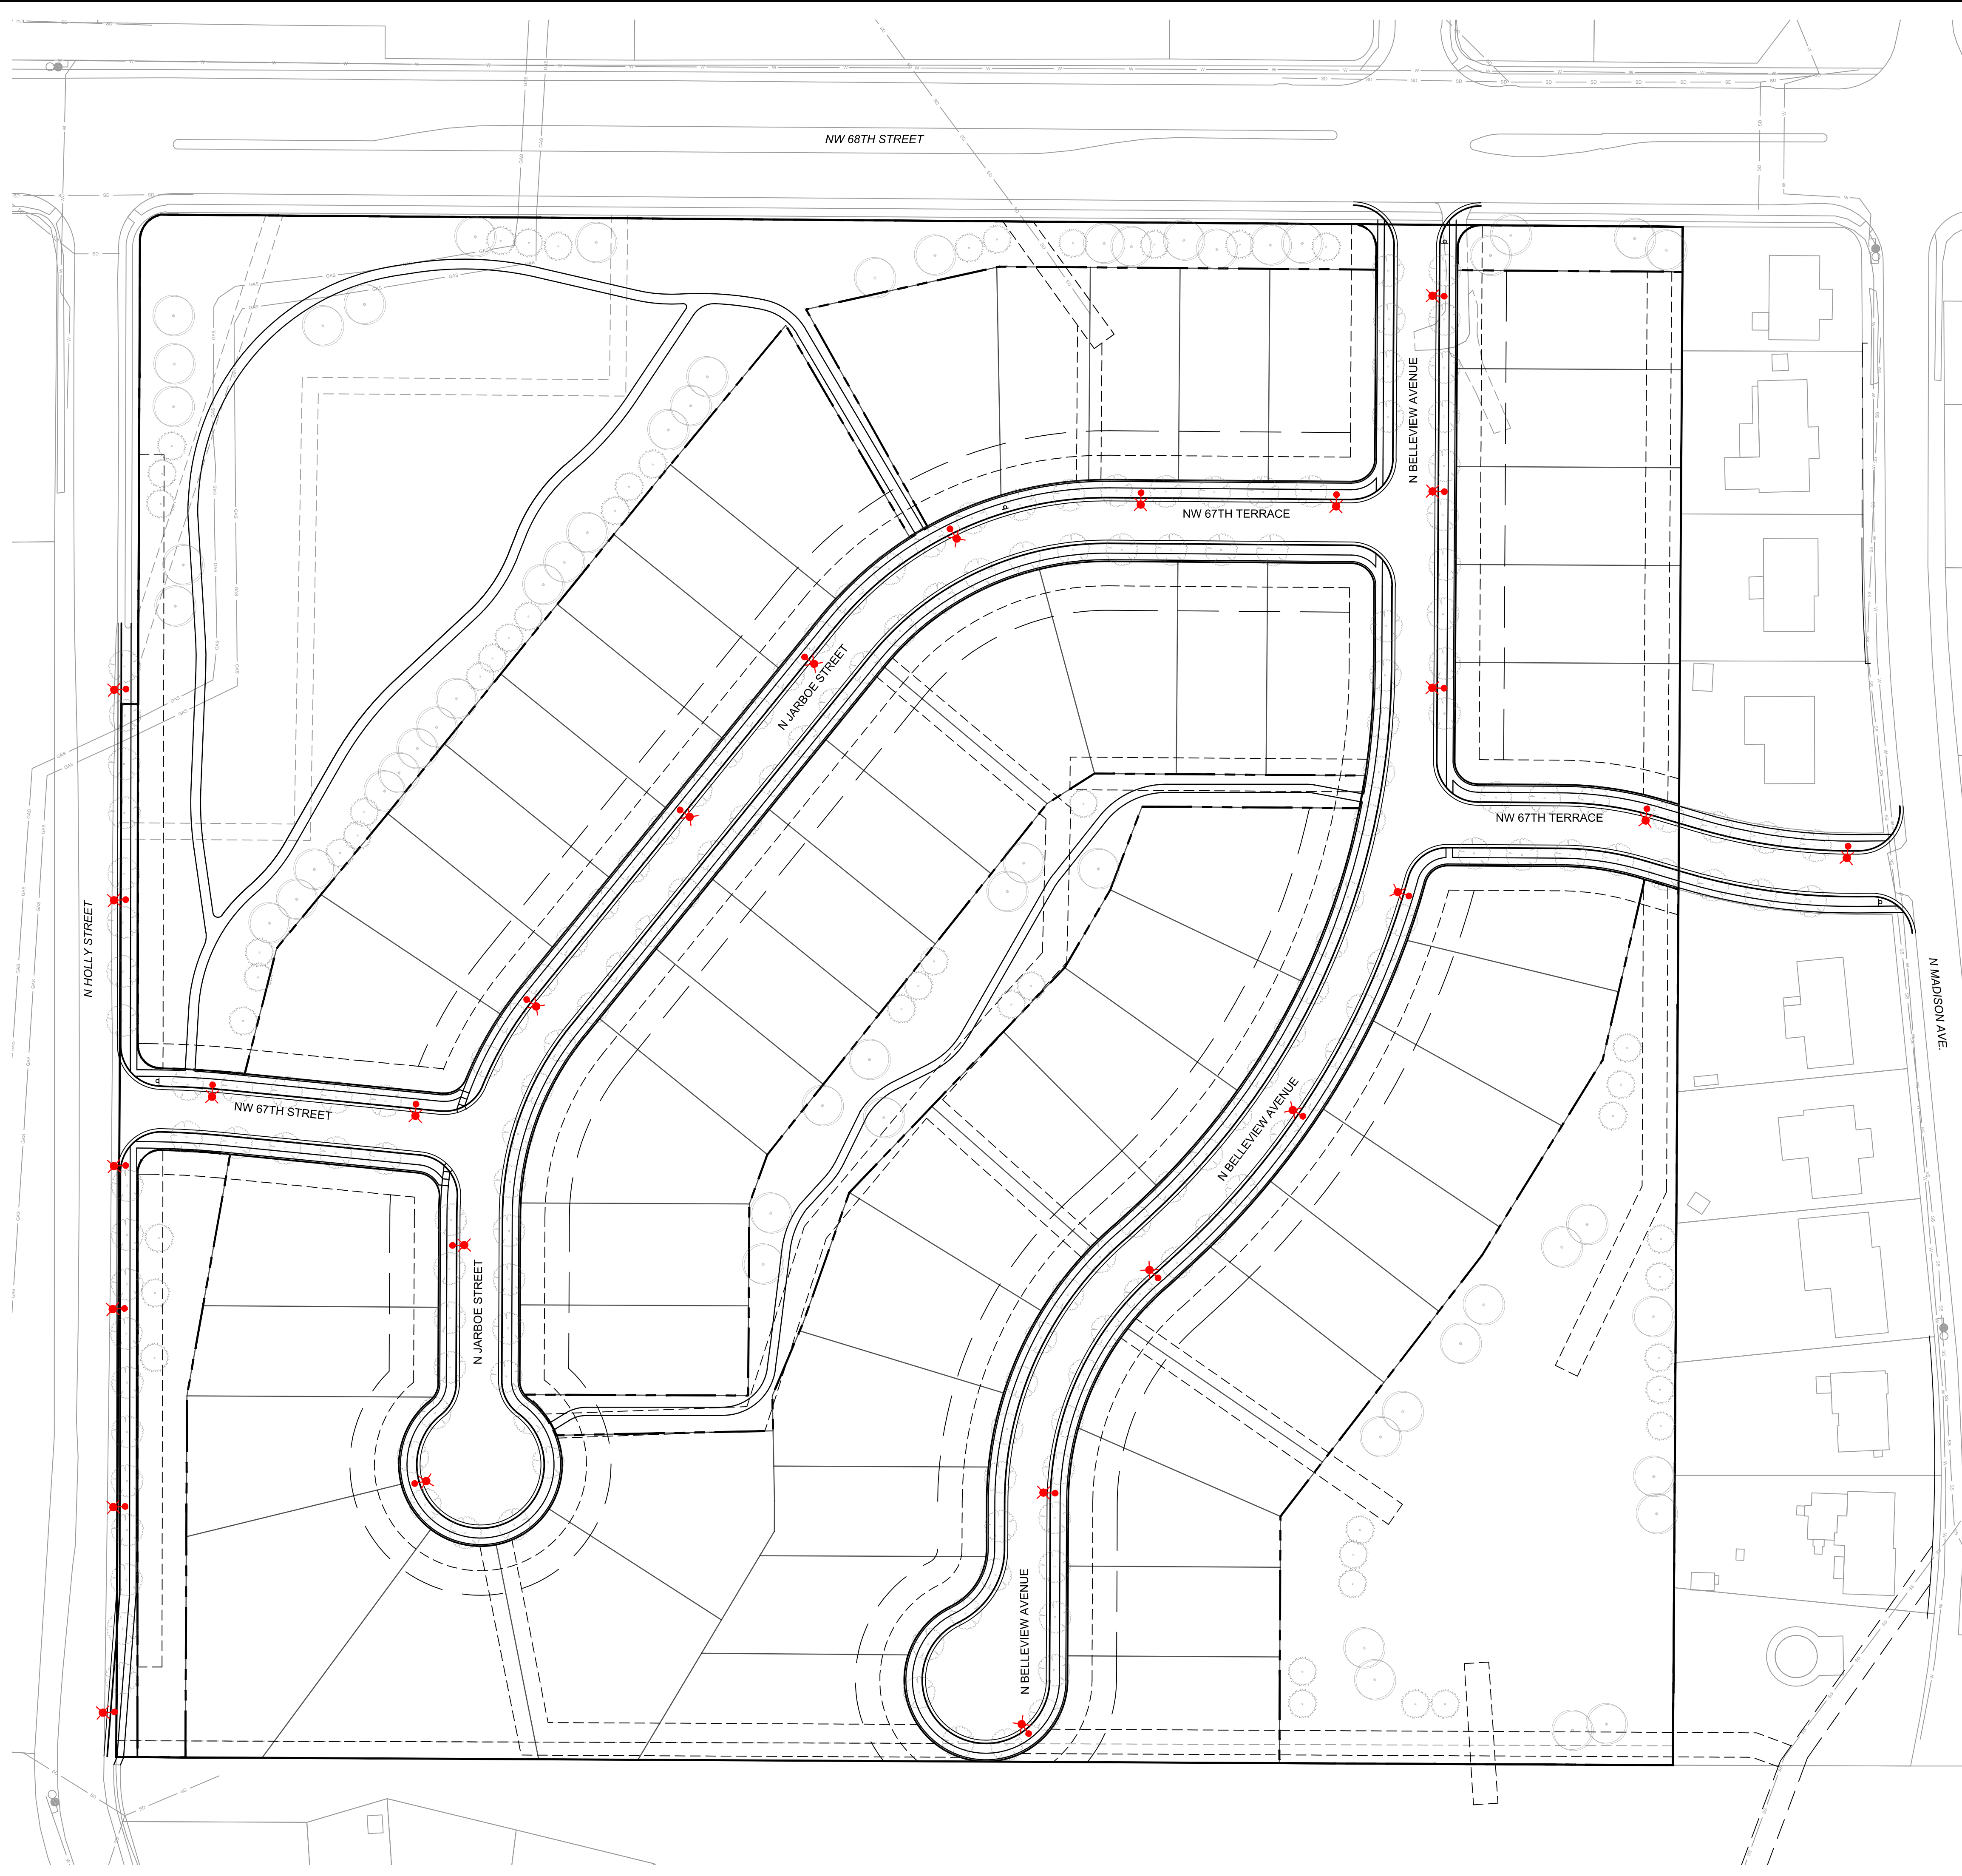 NW 68TH STREET
N BELLEVIEW AVENUE
NW 67TH TERRACE
N JARBOE STREET
NW 67TH TERRACE
N HOLLY STREET
N MADISON AVE.
NW 67TH STREET
N BELLEVIEW AVENUE
N JARBOE STREET
N BELLEVIEW AVENUE